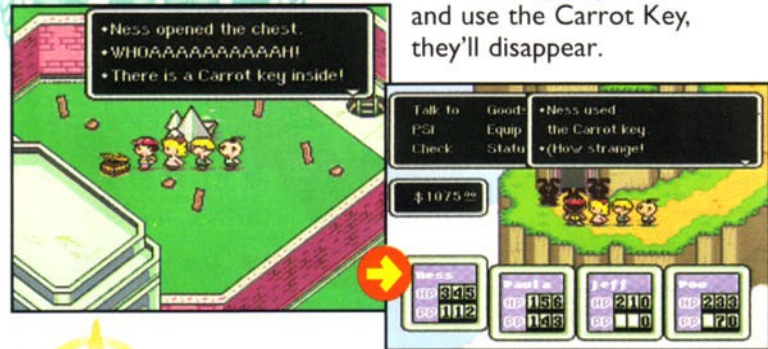 •Ness opened the chest.
•WHOAAAAAAAAAAAH!
•There is a Carrot key inside!
and use the Carrot Key,
they'll disappear.
Talk to Goods
PSI Equip
Check Statu
•Ness used
the Carrot key.
•(How strange!
$1075.00
Ness
HP 345
PP 112
Paula
HP 156
PP 143
Jeff
HP 210
PP 0
Poo
HP 233
PP 70